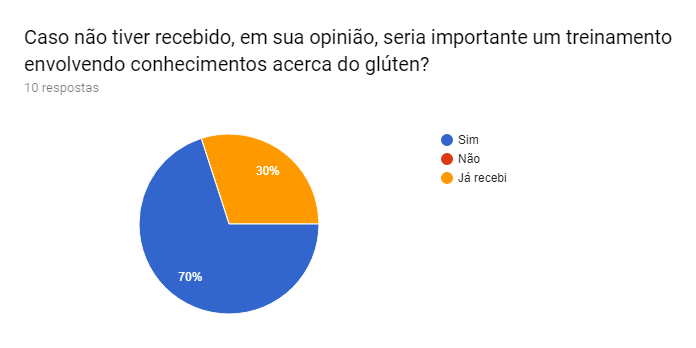 Caso não tiver recebido, em sua opinião, seria importante um treinamento
envolvendo conhecimentos acerca do glúten?
10 respostas
Sim
Não
Já recebi
30%
70%